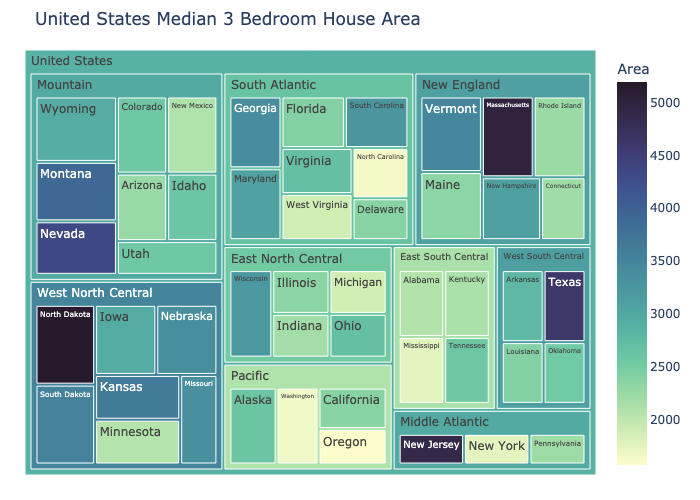 United States Median 3 Bedroom House Area
United States
Mountain
Wyoming
Colorado
New Mexico
Montana
Arizona
Idaho
Nevada
Utah
South Atlantic
Georgia
Florida
South Carolina
Virginia
North Carolina
Maryland
West Virginia
Delaware
New England
Vermont
Massachusetts
Rhode Island
Maine
New Hampshire
Connecticut
West North Central
North Dakota
Iowa
Nebraska
South Dakota
Kansas
Missouri
Minnesota
East North Central
Wisconsin
Illinois
Michigan
Indiana
Ohio
Pacific
Alaska
Washington
California
Oregon
East South Central
Alabama
Kentucky
Mississippi
Tennessee
West South Central
Arkansas
Texas
Louisiana
Oklahoma
Middle Atlantic
New Jersey
New York
Pennsylvania
Area
5000
4500
4000
3500
3000
2500
2000